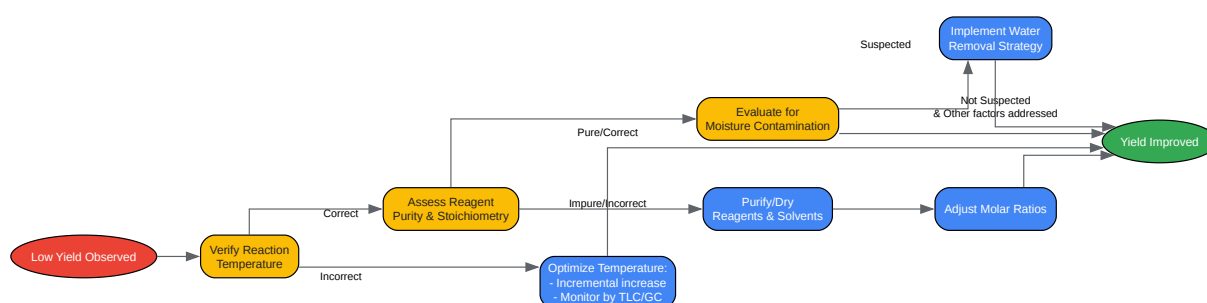 Implement Water
Removal Strategy
Suspected
Evaluate for
Moisture Contamination
Not Suspected
& Other factors addressed
Pure/Correct
Yield Improved
Assess Reagent
Purity & Stoichiometry
Impure/Incorrect
Purify/Dry
Reagents & Solvents
Adjust Molar Ratios
Correct
Low Yield Observed
Verify Reaction
Temperature
Incorrect
Optimize Temperature:
- Incremental increase
- Monitor by TLC/GC